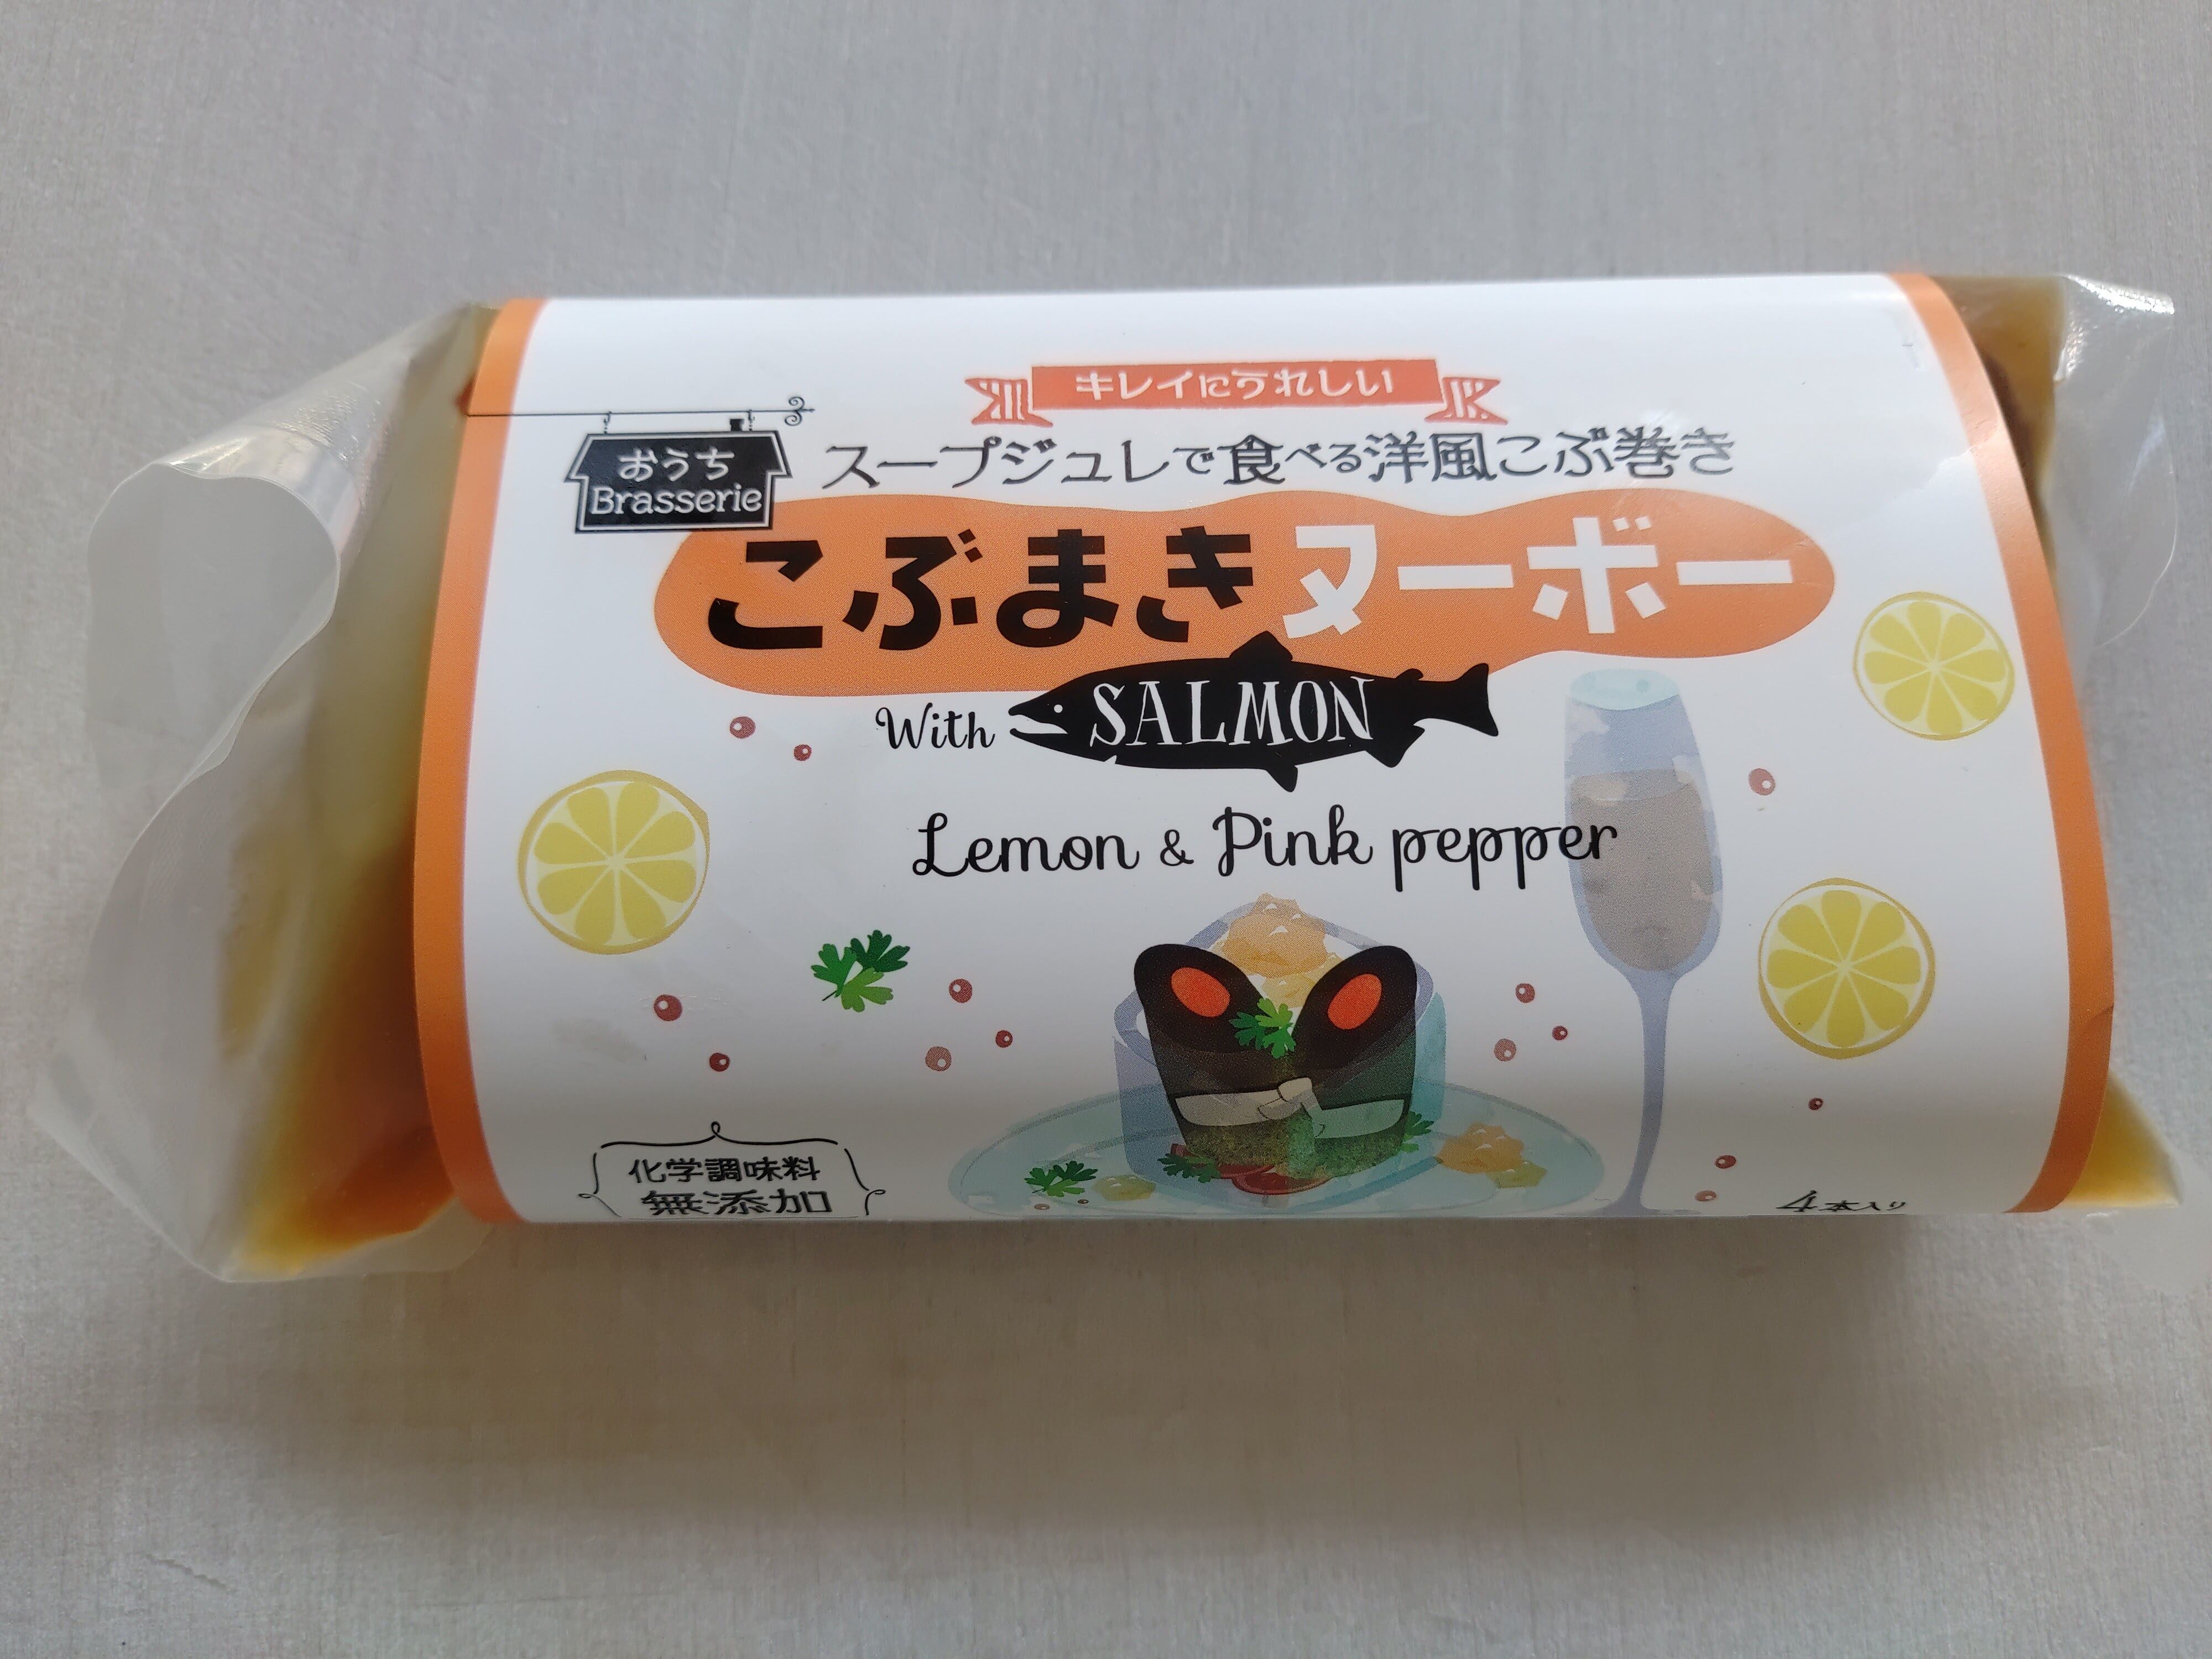 キレイにうれしい
スープジュレで食べる洋風こぶ巻き
おうち
Brasserie
こぶまきヌーボー
With SALMON
Lemon & Pink pepper
化学調味料
無添加
4本入り